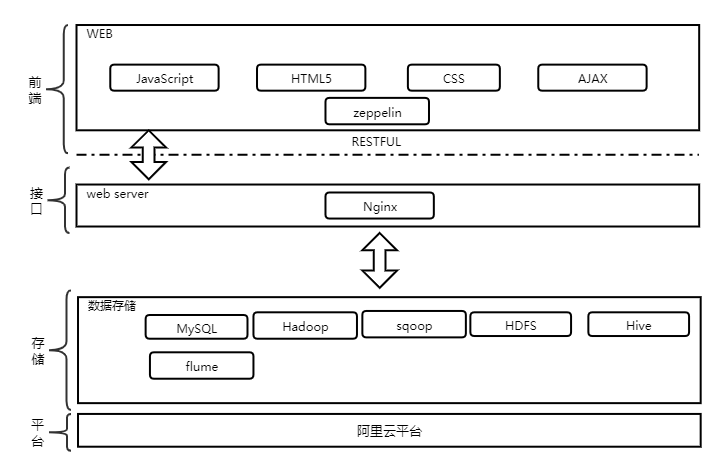 WEB
JavaScript
HTML5
CSS
AJAX
zeppelin
前端
RESTFUL
接口
web server
Nginx
数据存储
MySQL
Hadoop
sqoop
HDFS
Hive
flume
存储
平台
阿里云平台